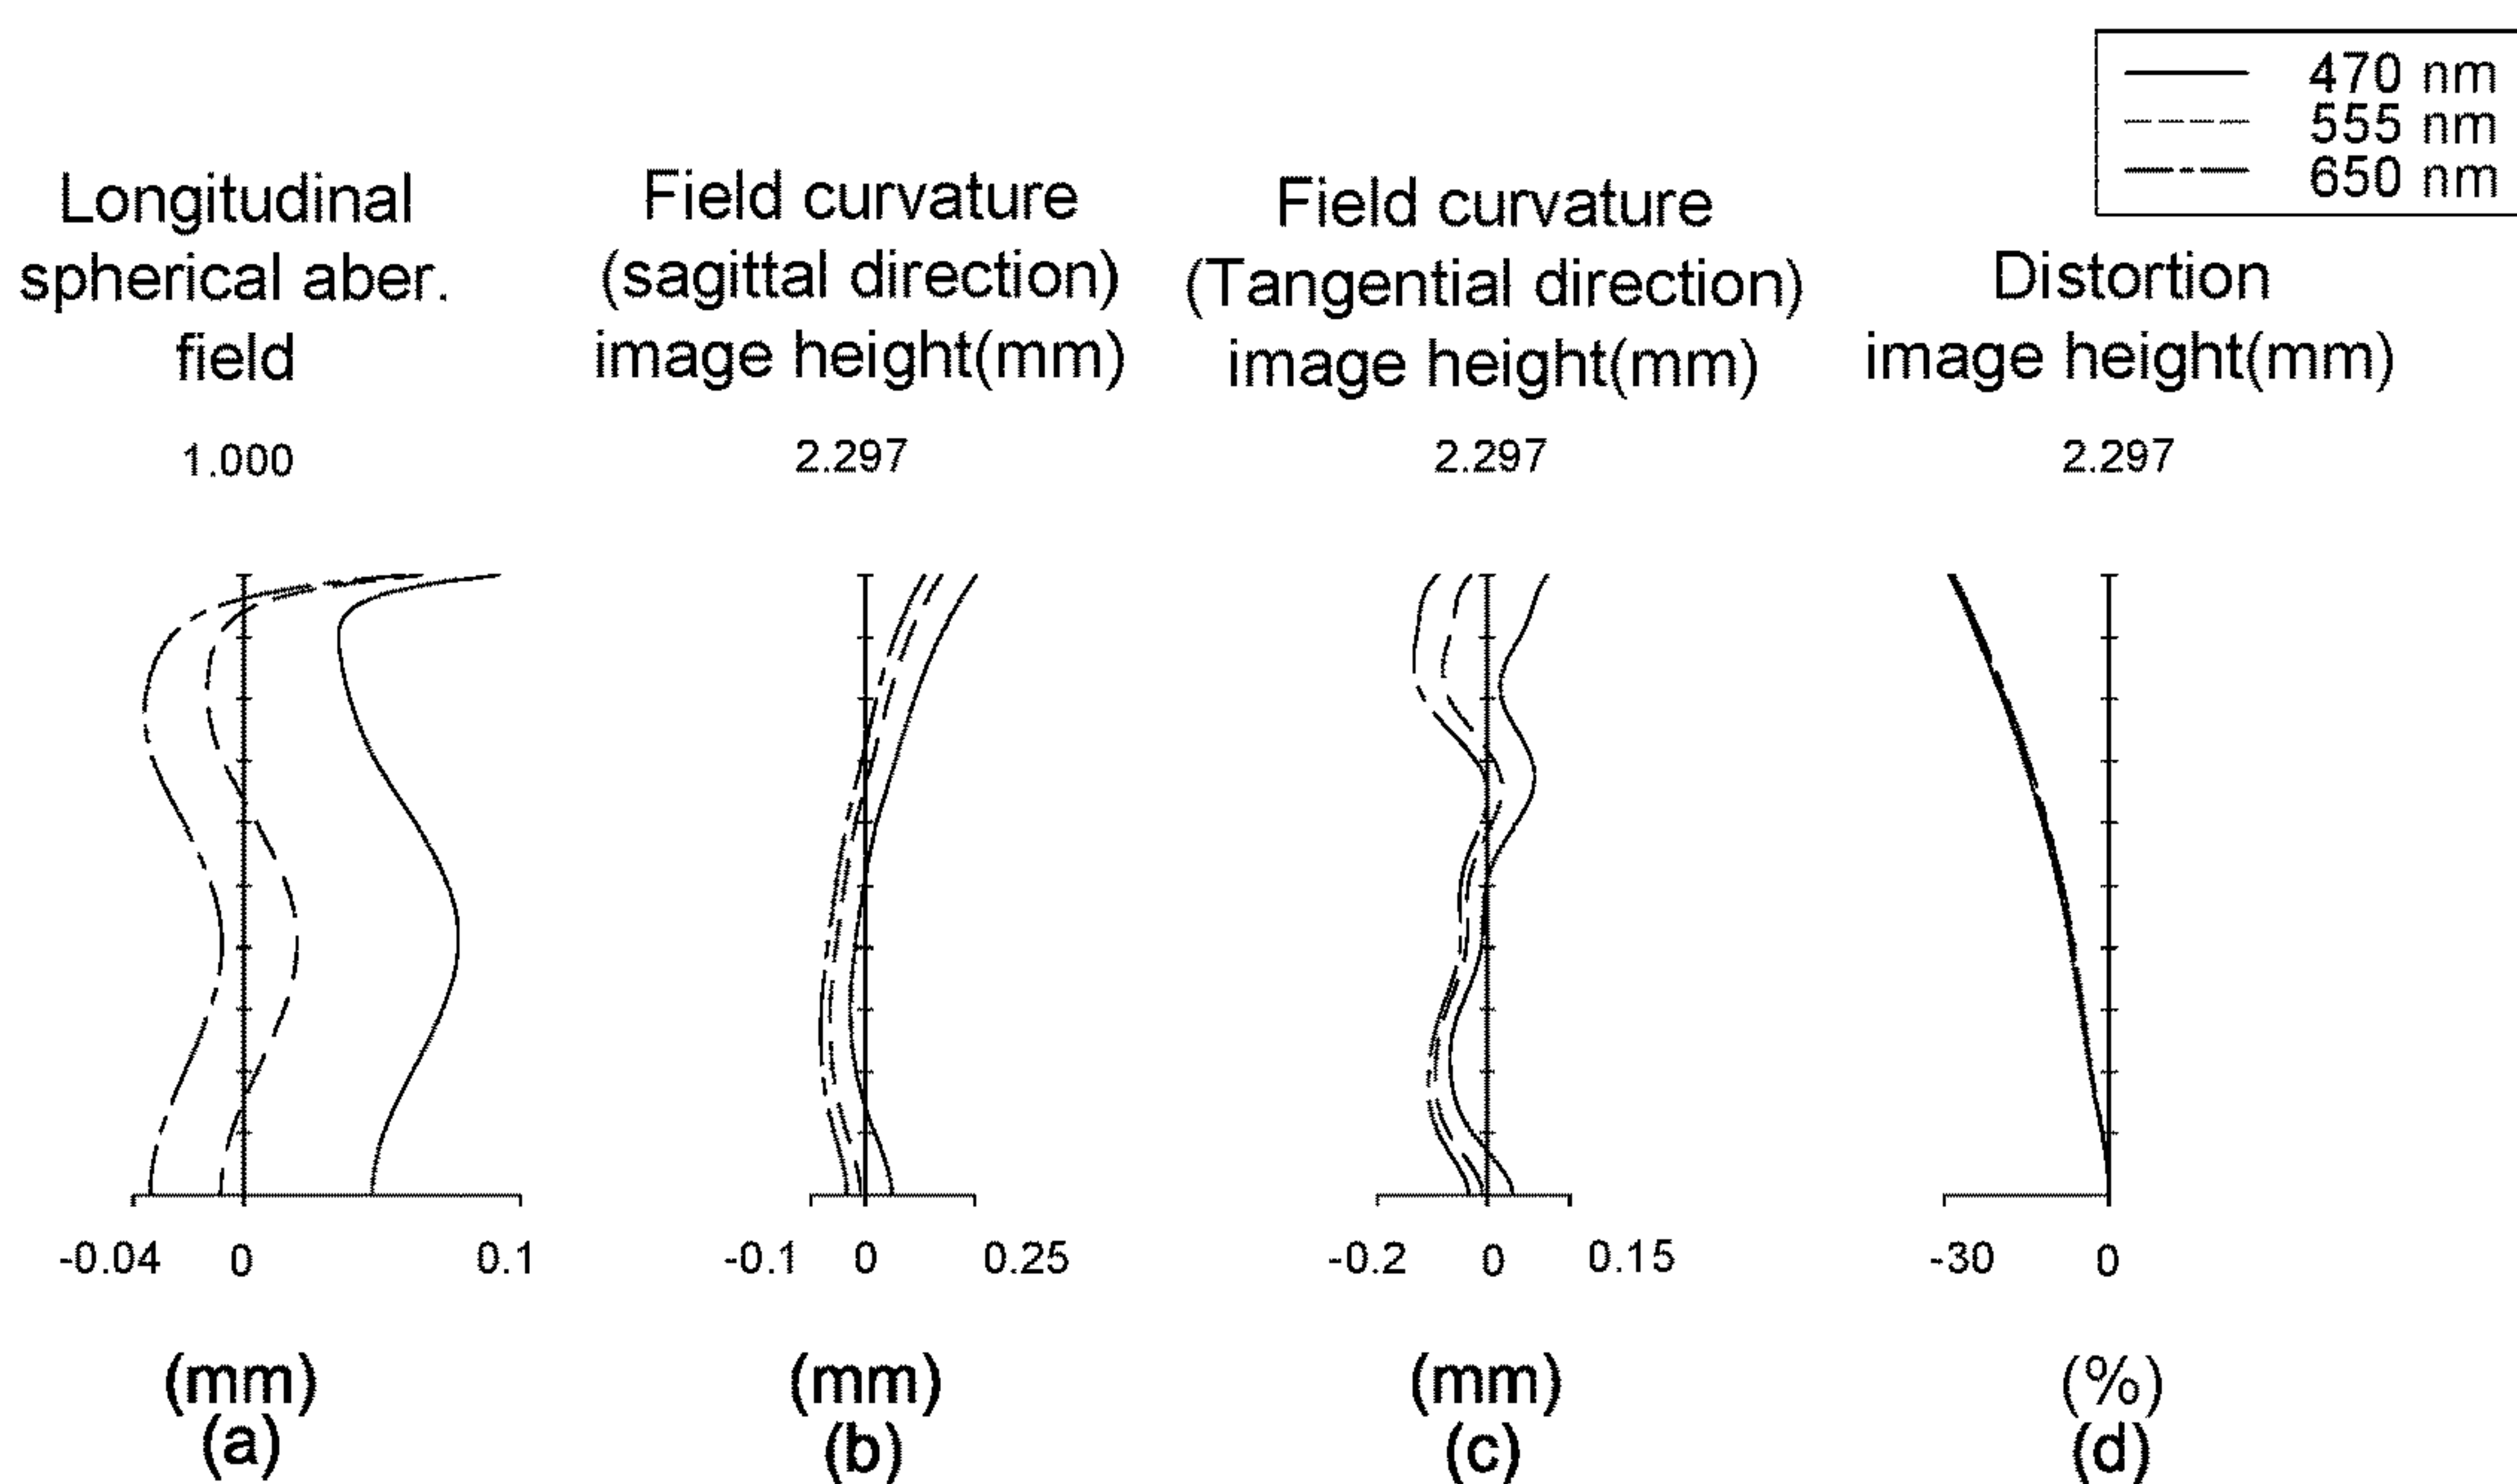 470 nm
555 nm
650 nm
Longitudinal
spherical aber.
field
1.000
-0.04 0 0.1
(mm)
(a)
Field curvature
(sagittal direction)
image height(mm)
2.297
-0.1 0 0.25
(mm)
(b)
Field curvature
(Tangential direction)
image height(mm)
2.297
-0.2 0 0.15
(mm)
(c)
Distortion
image height(mm)
2.297
-30 0
(%)
(d)